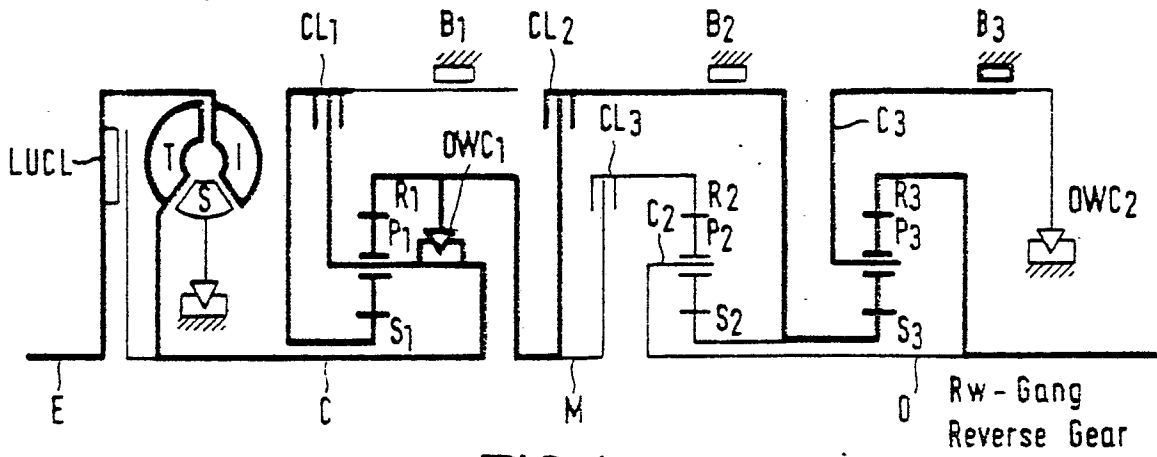 CL1 B1 CL2 B2 B3
CL3 C3
OWC1
LUCL T I
S R1 R2 R3 OWC2
P1 C2 P2 P3
S1 S2 S3
E C M O
Rw-Gang
Reverse Gear